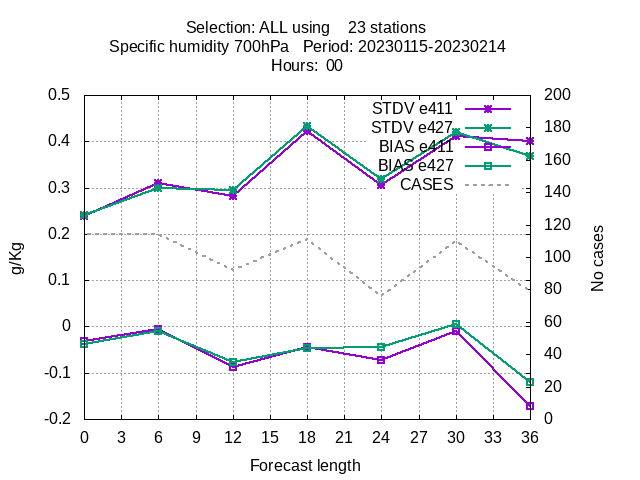 Selection: ALL using 23 stations
Specific humidity 700hPa Period: 20230115-20230214
Hours: 00
STDV e411
STDV e427
BIAS e411
BIAS e427
CASES
0.5
0.4
0.3
0.2
0.1
0
-0.1
-0.2
g/Kg
200
180
160
140
120
100
80
60
40
20
0
No cases
0 3 6 9 12 15 18 21 24 27 30 33 36
Forecast length